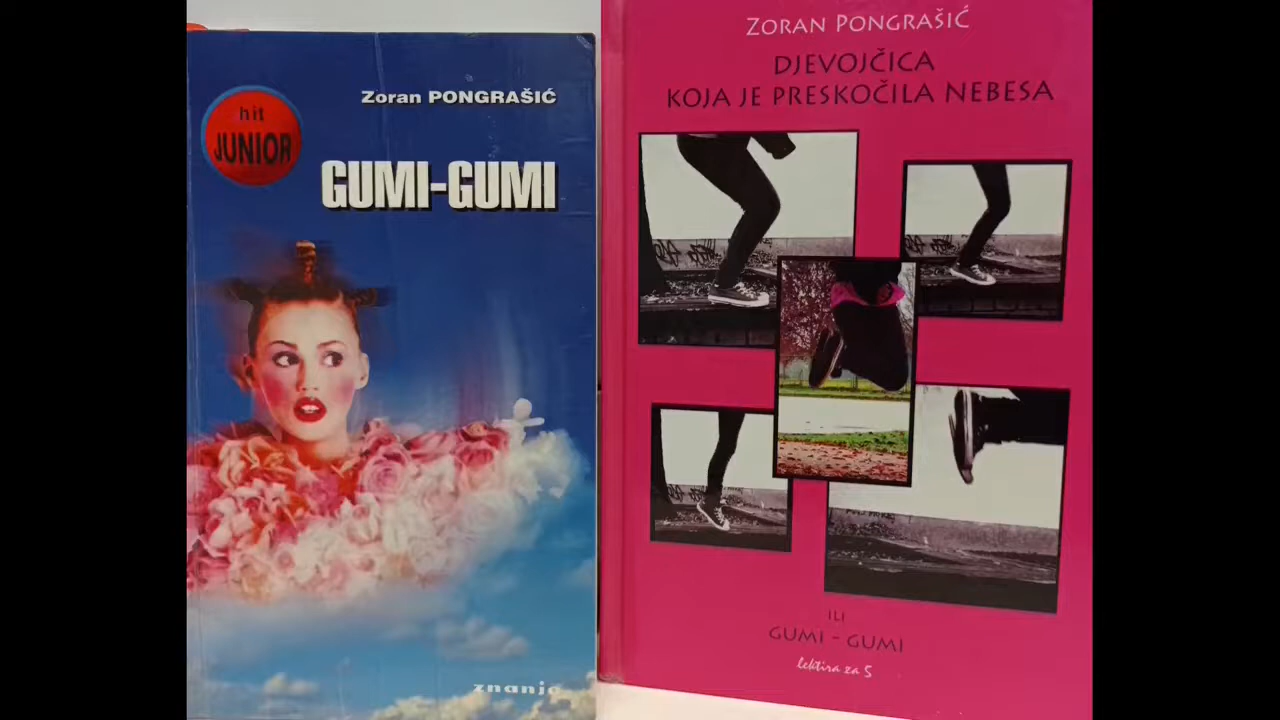 Zoran PONGRAŠIĆ
hit
JUNIOR
GUMI-GUMI
znanje
ZORAN PONGRAŠIĆ
DJEVOJČICA
KOJA JE PRESKOČILA NEBESA
ILI
GUMI - GUMI
lektira za 5